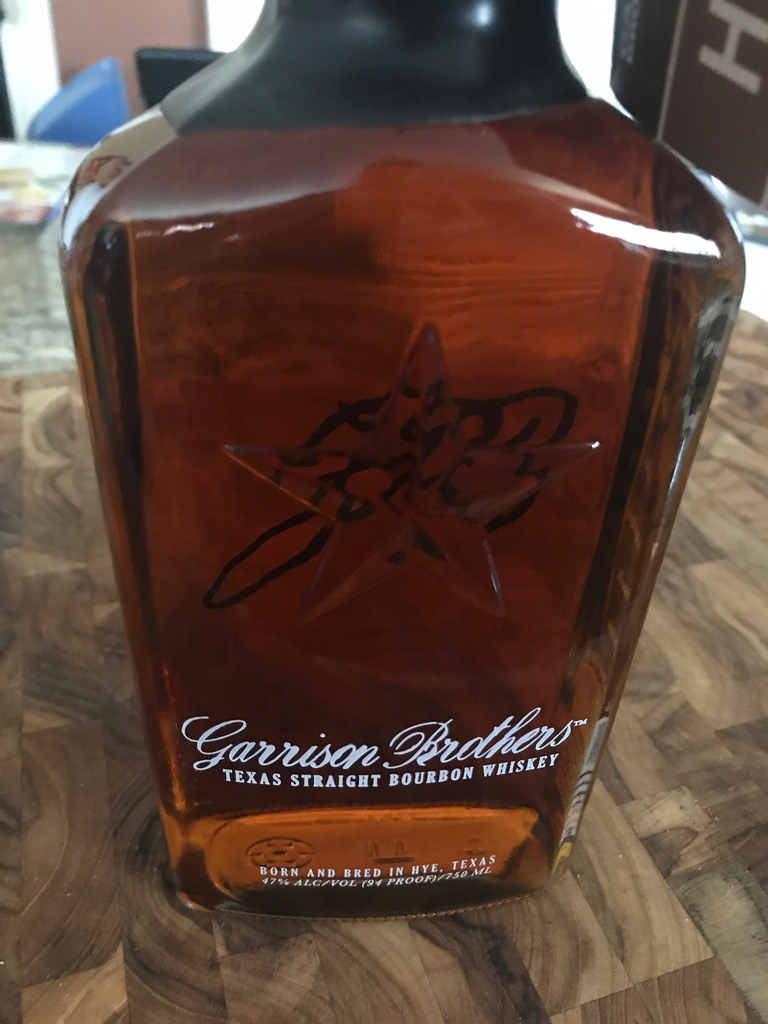 H
Garrison Brothers™
TEXAS STRAIGHT BOURBON WHISKEY
BORN AND BRED IN HYE, TEXAS
47% ALC/VOL (94 PROOF)/750 ML